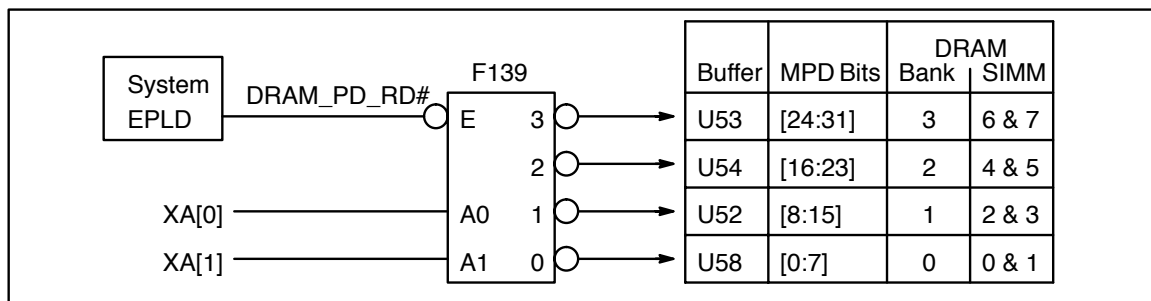 DRAM
Buffer MPD Bits Bank SIMM
F139
System
EPLD
DRAM_PD_RD#
E 3 U53 [24:31] 3 6 & 7
2 U54 [16:23] 2 4 & 5
XA[0] A0 1 U52 [8:15] 1 2 & 3
XA[1] A1 0 U58 [0:7] 0 0 & 1